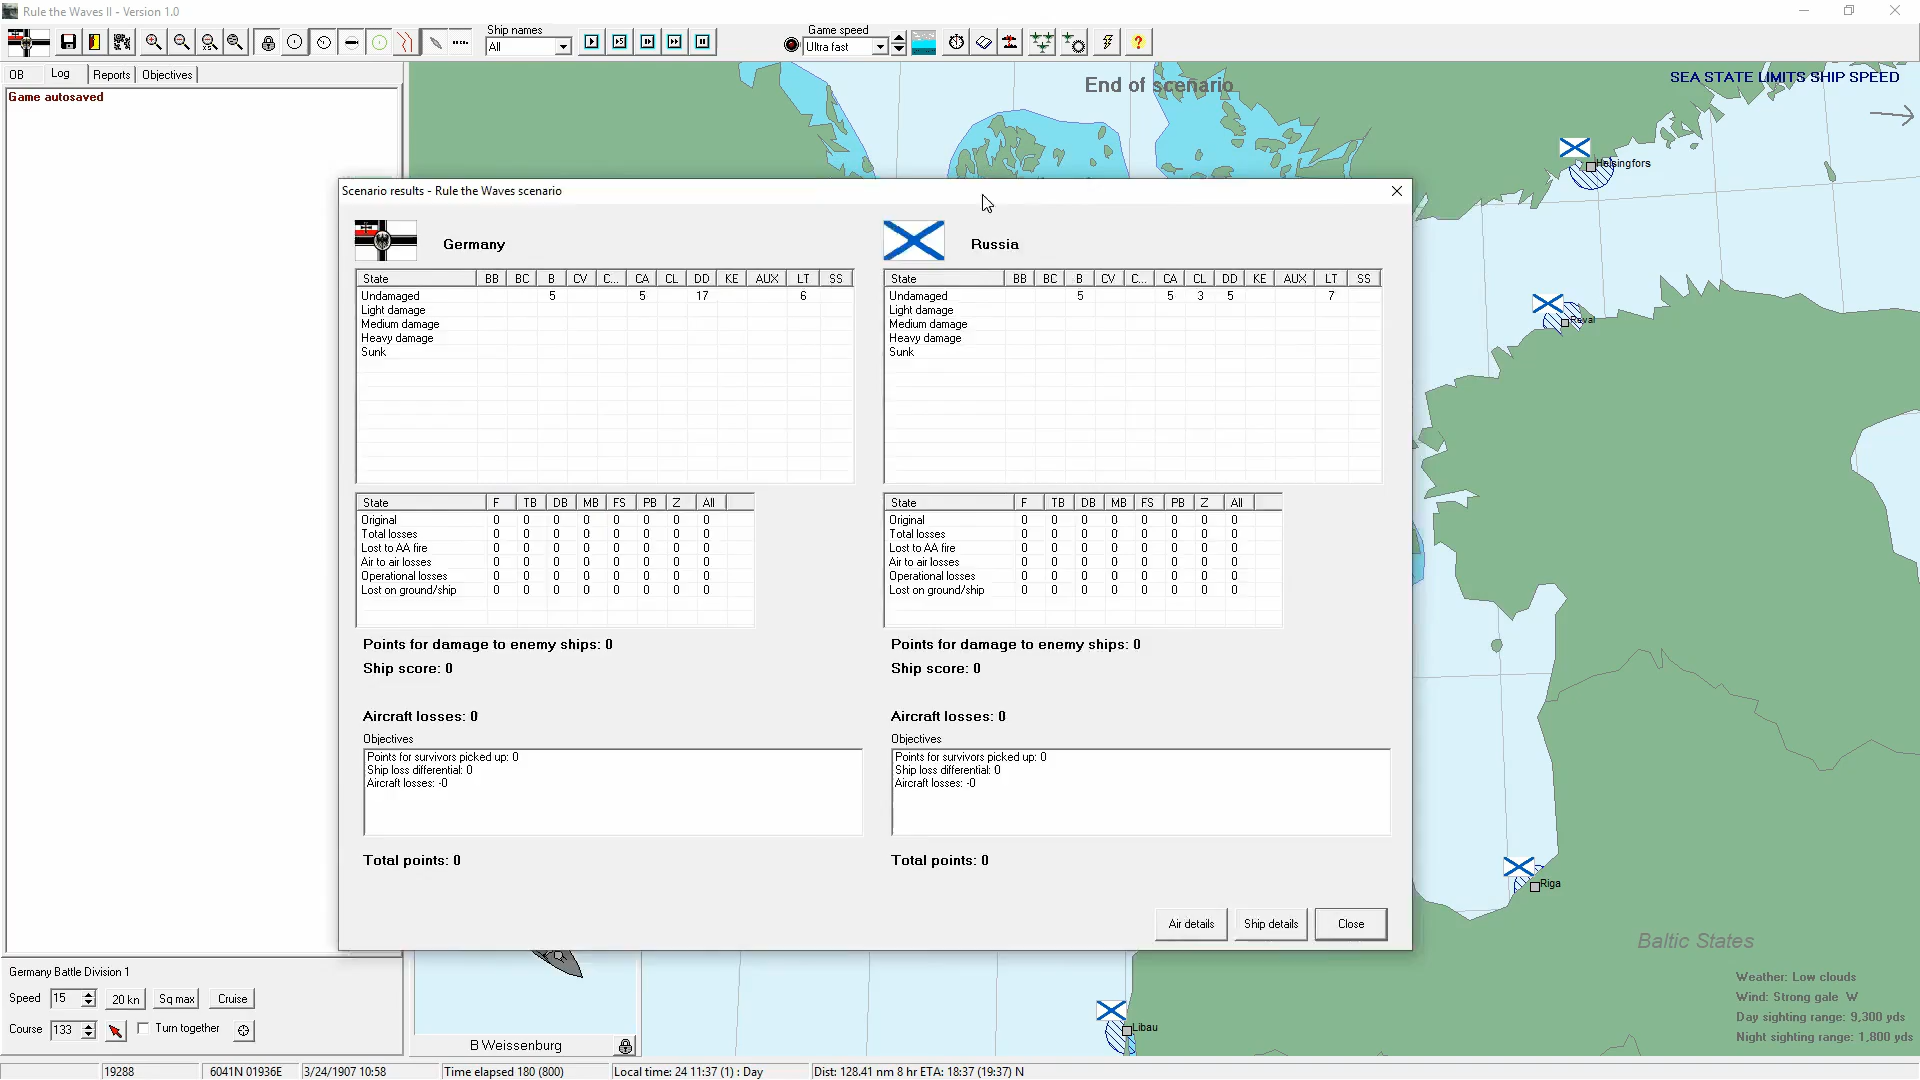 Rule the Waves II - Version 1.0
Ship names
All
Game speed
Ultra fast
OB Log Reports Objectives
Game autosaved
End of scenario
SEA STATE LIMITS SHIP SPEED
Helsingfors
Reval
Riga
Libau
Baltic States
Scenario results - Rule the Waves scenario
Germany
State BB BC B CV C... CA CL DD KE AUX LT SS
Undamaged 5 5 17 6
Light damage
Medium damage
Heavy damage
Sunk
State F TB DB MB FS PB Z All
Original 0 0 0 0 0 0 0 0
Total losses 0 0 0 0 0 0 0 0
Lost to AA fire 0 0 0 0 0 0 0 0
Air to air losses 0 0 0 0 0 0 0 0
Operational losses 0 0 0 0 0 0 0 0
Lost on ground/ship 0 0 0 0 0 0 0 0
Points for damage to enemy ships: 0
Ship score: 0
Aircraft losses: 0
Objectives
Points for survivors picked up: 0
Ship loss differential: 0
Aircraft losses: -0
Total points: 0
Russia
State BB BC B CV C... CA CL DD KE AUX LT SS
Undamaged 5 5 3 5 7
Light damage
Medium damage
Heavy damage
Sunk
State F TB DB MB FS PB Z All
Original 0 0 0 0 0 0 0 0
Total losses 0 0 0 0 0 0 0 0
Lost to AA fire 0 0 0 0 0 0 0 0
Air to air losses 0 0 0 0 0 0 0 0
Operational losses 0 0 0 0 0 0 0 0
Lost on ground/ship 0 0 0 0 0 0 0 0
Points for damage to enemy ships: 0
Ship score: 0
Aircraft losses: 0
Objectives
Points for survivors picked up: 0
Ship loss differential: 0
Aircraft losses: -0
Total points: 0
Air details Ship details Close
Germany Battle Division 1
Speed 15 20 kn Sq max Cruise
Course 133 Turn together
B Weissenburg
Weather: Low clouds
Wind: Strong gale W
Day sighting range: 9,300 yds
Night sighting range: 1,800 yds
19288 6041N 01936E 3/24/1907 10:58 Time elapsed 180 (800) Local time: 24 11:37 (1) : Day Dist: 128.41 nm 8 hr ETA: 18:37 (19:37) N